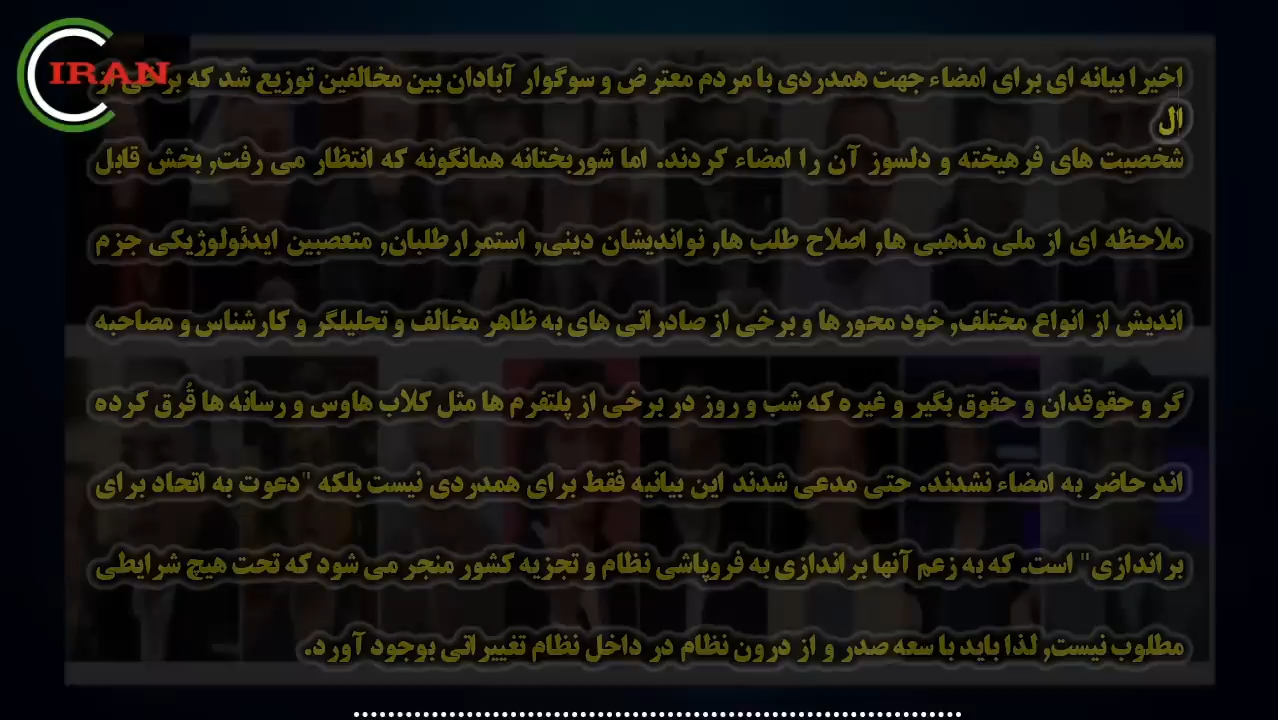 IRAN
اخیرا بیانه ای برای امضاء جهت همدردی با مردم معترض و سوگوار آبادان بین مخالفین توزیع شد که برخی از
ال
شخصیت های فرهیخته و دلسوز آن را امضاء کردند. اما شوربختانه همانگونه که انتظار می رفت, بخش قابل
ملاحظه ای از ملی مذهبی ها, اصلاح طلب ها, نواندیشان دینی, استمرارطلبان, متعصبین ایدئولوژیکی جزم
اندیش از انواع مختلف, خود محورها و برخی از صادراتی های به ظاهر مخالف و تحلیلگر و کارشناس و مصاحبه
گر و حقوقدان و حقوق بگیر و غیره که شب و روز در برخی از پلتفرم ها مثل کلاب هاوس و رسانه ها قُرق کرده
اند حاضر به امضاء نشدند. حتی مدعی شدند این بیانیه فقط برای همدردی نیست بلکه "دعوت به اتحاد برای
براندازی" است. که به زعم آنها براندازی به فروپاشی نظام و تجزیه کشور منجر می شود که تحت هیچ شرایطی
مطلوب نیست, لذا باید با سعه صدر و از درون نظام در داخل نظام تغییراتی بوجود آورد.